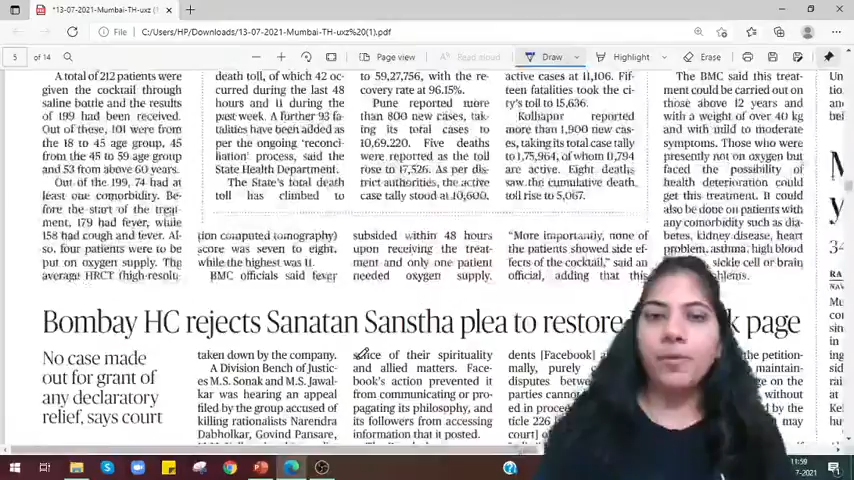 *13-07-2021-Mumbai-TH-uxz (1
File
C:/Users/HP/Downloads/13-07-2021-Mumbai-TH-uxz%20(1).pdf
5
of 14
Page view
Read aloud
Draw
Highlight
Erase
A total of 212 patients were
given the cocktail through
saline bottle and the results
of 199 had been received.
Out of these, 101 were from
the 18 to 45 age group, 45
from the 45 to 59 age group
and 53 from above 60 years.
Out of the 199, 74 had at
least one comorbidity. Be-
fore the start of the treat-
ment, 179 had fever, while
158 had cough and fever. Al-
so, four patients were to be
put on oxygen supply. The
average HRCT (high-resolu-
death toll, of which 42 oc-
curred during the last 48
hours and 11 during the
past week. A further 93 fa-
talities have been added as
per the ongoing 'reconci-
liation' process, said the
State Health Department.
The State's total death
toll has climbed to
to 59,27,756, with the re-
covery rate at 96.15%.
Pune reported more
than 800 new cases, tak-
ing its total cases to
10,69,220. Five deaths
were reported as the toll
rose to 17,526. As per dis-
trict authorities, the active
case tally stood at 10,600.
active cases at 11,106. Fif-
teen fatalities took the ci-
ty's toll to 15,636.
Kolhapur reported
more than 1,900 new cas-
es, taking its total case tally
to 1,75,964, of whom 11,794
are active. Eight deaths
saw the cumulative death
toll rise to 5,067.
The BMC said this treat-
ment could be carried out on
those above 12 years and
with a weight of over 40 kg
and with mild to moderate
symptoms. Those who were
presently not on oxygen but
faced the possibility of
health deterioration could
get this treatment. It could
also be done on patients with
any comorbidity such as dia-
betes, kidney disease, heart
problem, asthma, high blood
sickle cell or brain
tion computed tomography)
score was seven to eight,
while the highest was 11.
BMC officials said fever
subsided within 48 hours
upon receiving the treat-
ment and only one patient
needed oxygen supply.
"More importantly, none of
the patients showed side ef-
fects of the cocktail," said an
official, adding that this
Bombay HC rejects Sanatan Sanstha plea to restore page
No case made
out for grant of
any declaratory
relief, says court
taken down by the company.
A Division Bench of Justic-
es M.S. Sonak and M.S. Jawal-
kar was hearing an appeal
filed by the group accused of
killing rationalists Narendra
Dabholkar, Govind Pansare,
of their spirituality
and allied matters. Face-
book's action prevented it
from communicating or pro-
pagating its philosophy, and
its followers from accessing
information that it posted.
dents [Facebook]
mally, purely
disputes
parties cannot
ed in
226
court]
the petition-
maintain-
on the
without
by the
may
11:59